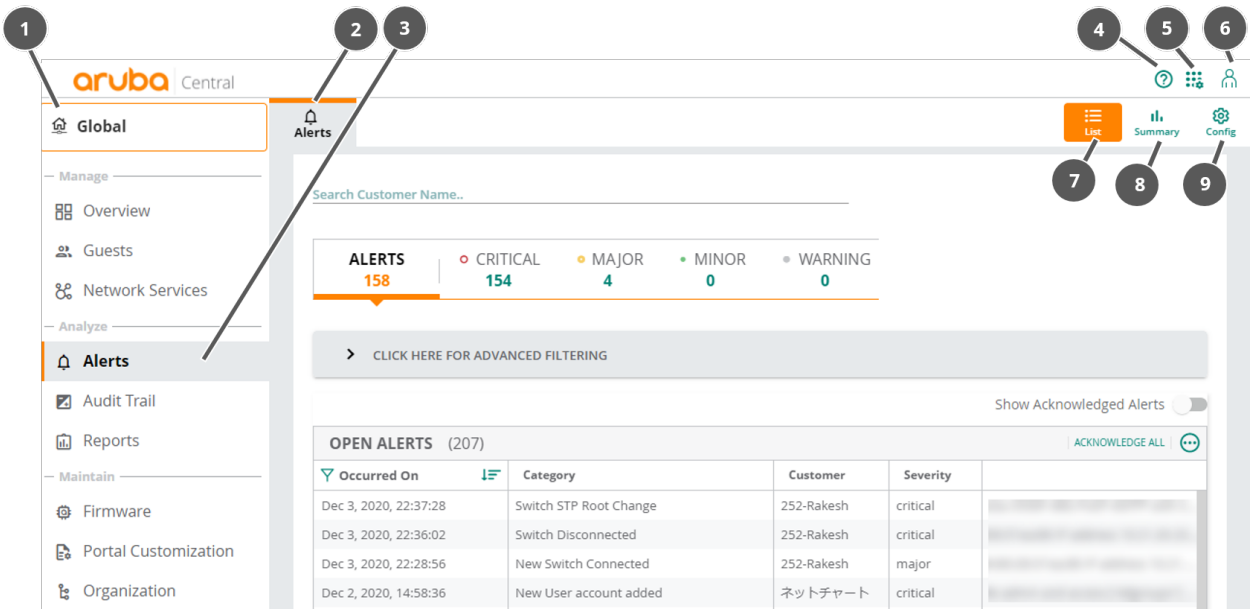 1 2 3 4 5 6
aruba Central
Global
Alerts
List Summary Config
7 8 9
Manage
Search Customer Name..
Overview
Guests
Network Services
ALERTS CRITICAL MAJOR MINOR WARNING
158 154 4 0 0
Analyze
Alerts
CLICK HERE FOR ADVANCED FILTERING
Audit Trail
Show Acknowledged Alerts
Reports
OPEN ALERTS (207) ACKNOWLEDGE ALL
Maintain
Occurred On Category Customer Severity
Firmware
Dec 3, 2020, 22:37:28 Switch STP Root Change 252-Rakesh critical
Dec 3, 2020, 22:36:02 Switch Disconnected 252-Rakesh critical
Portal Customization
Dec 3, 2020, 22:28:56 New Switch Connected 252-Rakesh major
Organization
Dec 2, 2020, 14:58:36 New User account added ネットチャート critical